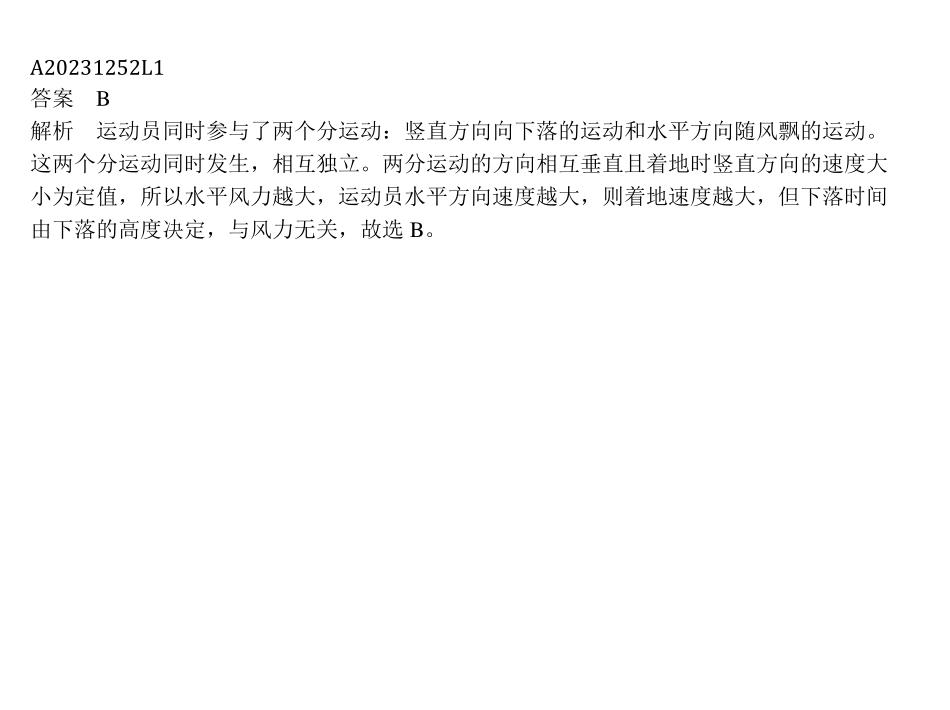 A20231252L1
答案　B
解析　运动员同时参与了两个分运动：竖直方向向下落的运动和水平方向随风飘的运动。
这两个分运动同时发生，相互独立。两分运动的方向相互垂直且着地时竖直方向的速度大
小为定值，所以水平风力越大，运动员水平方向速度越大，则着地速度越大，但下落时间
由下落的高度决定，与风力无关，故选 B。